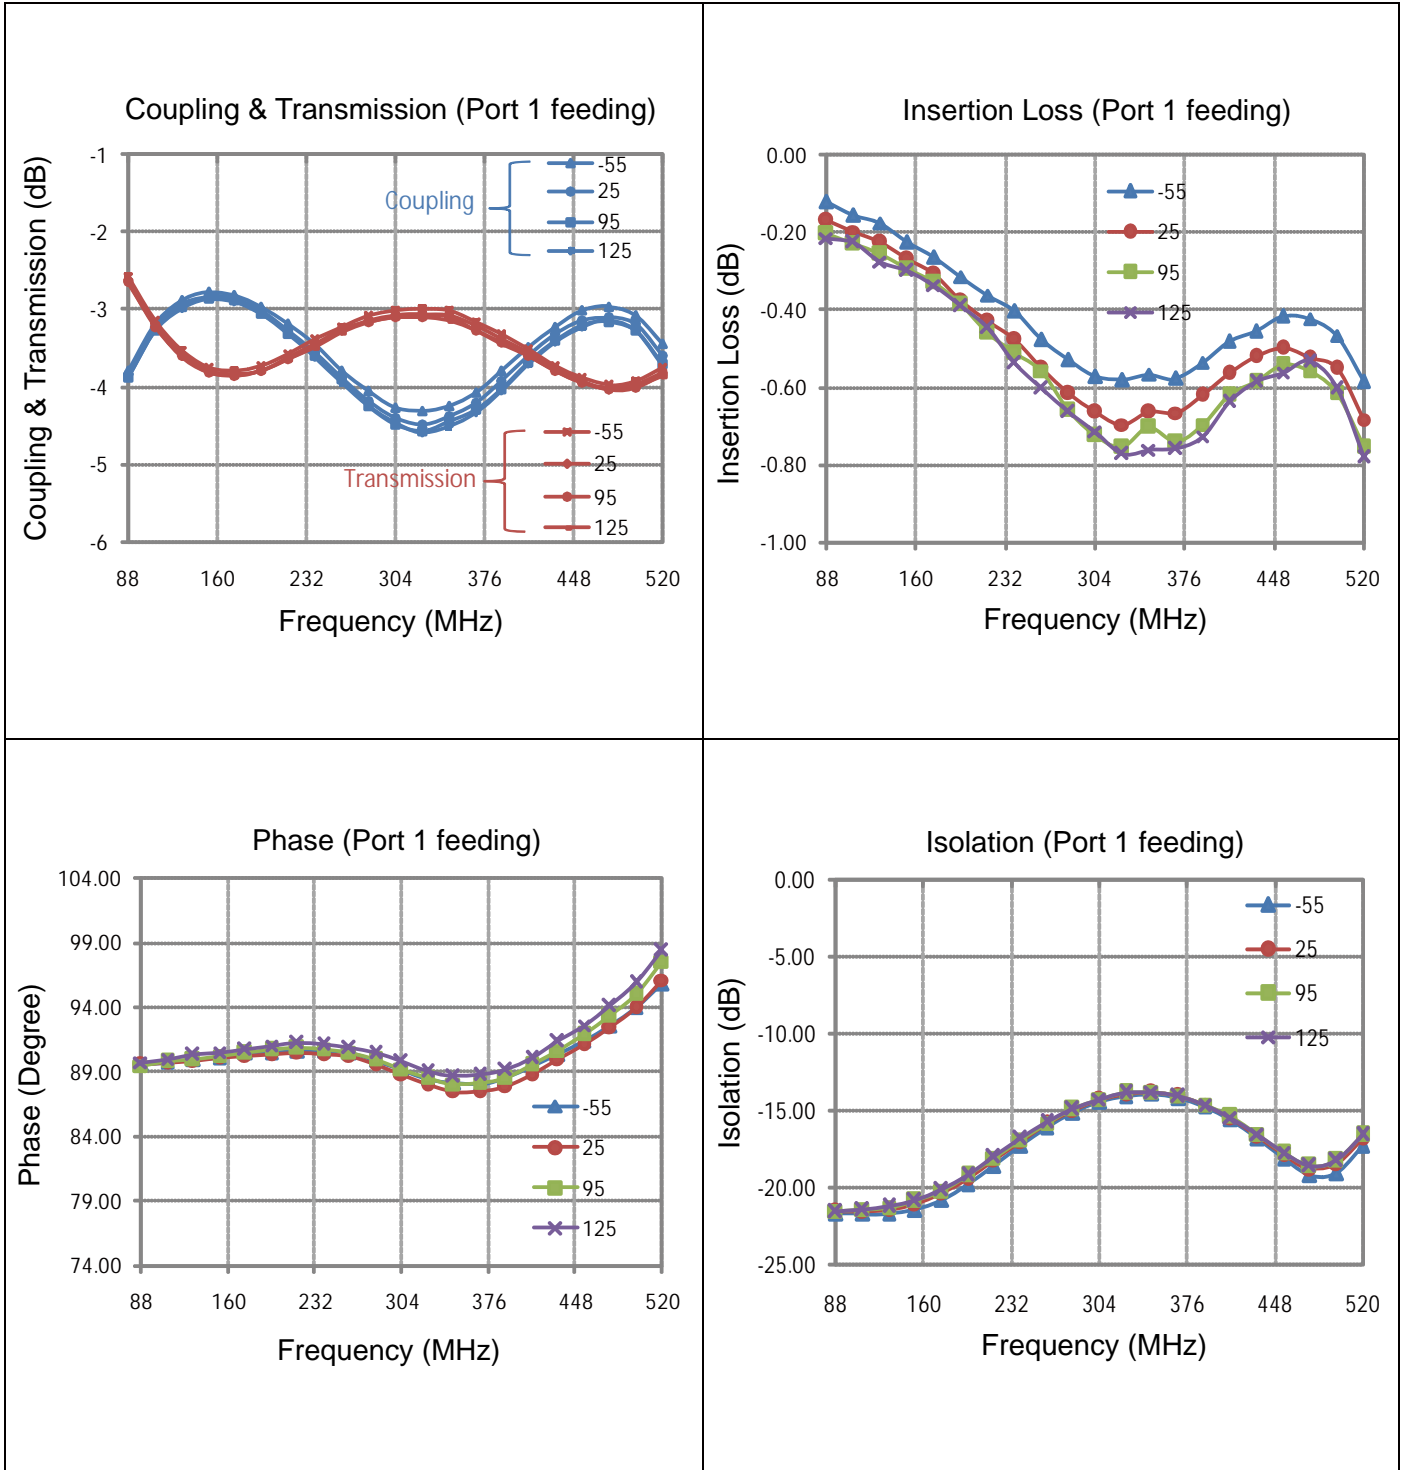 Coupling & Transmission (Port 1 feeding)
Coupling & Transmission (dB)
-1
-2
-3
-4
-5
-6
Coupling
-55
25
95
125
Transmission
-55
25
95
125
88 160 232 304 376 448 520
Frequency (MHz)
Insertion Loss (Port 1 feeding)
Insertion Loss (dB)
0.00
-0.20
-0.40
-0.60
-0.80
-1.00
-55
25
95
125
88 160 232 304 376 448 520
Frequency (MHz)
Phase (Port 1 feeding)
Phase (Degree)
104.00
99.00
94.00
89.00
84.00
79.00
74.00
-55
25
95
125
88 160 232 304 376 448 520
Frequency (MHz)
Isolation (Port 1 feeding)
Isolation (dB)
0.00
-5.00
-10.00
-15.00
-20.00
-25.00
-55
25
95
125
88 160 232 304 376 448 520
Frequency (MHz)